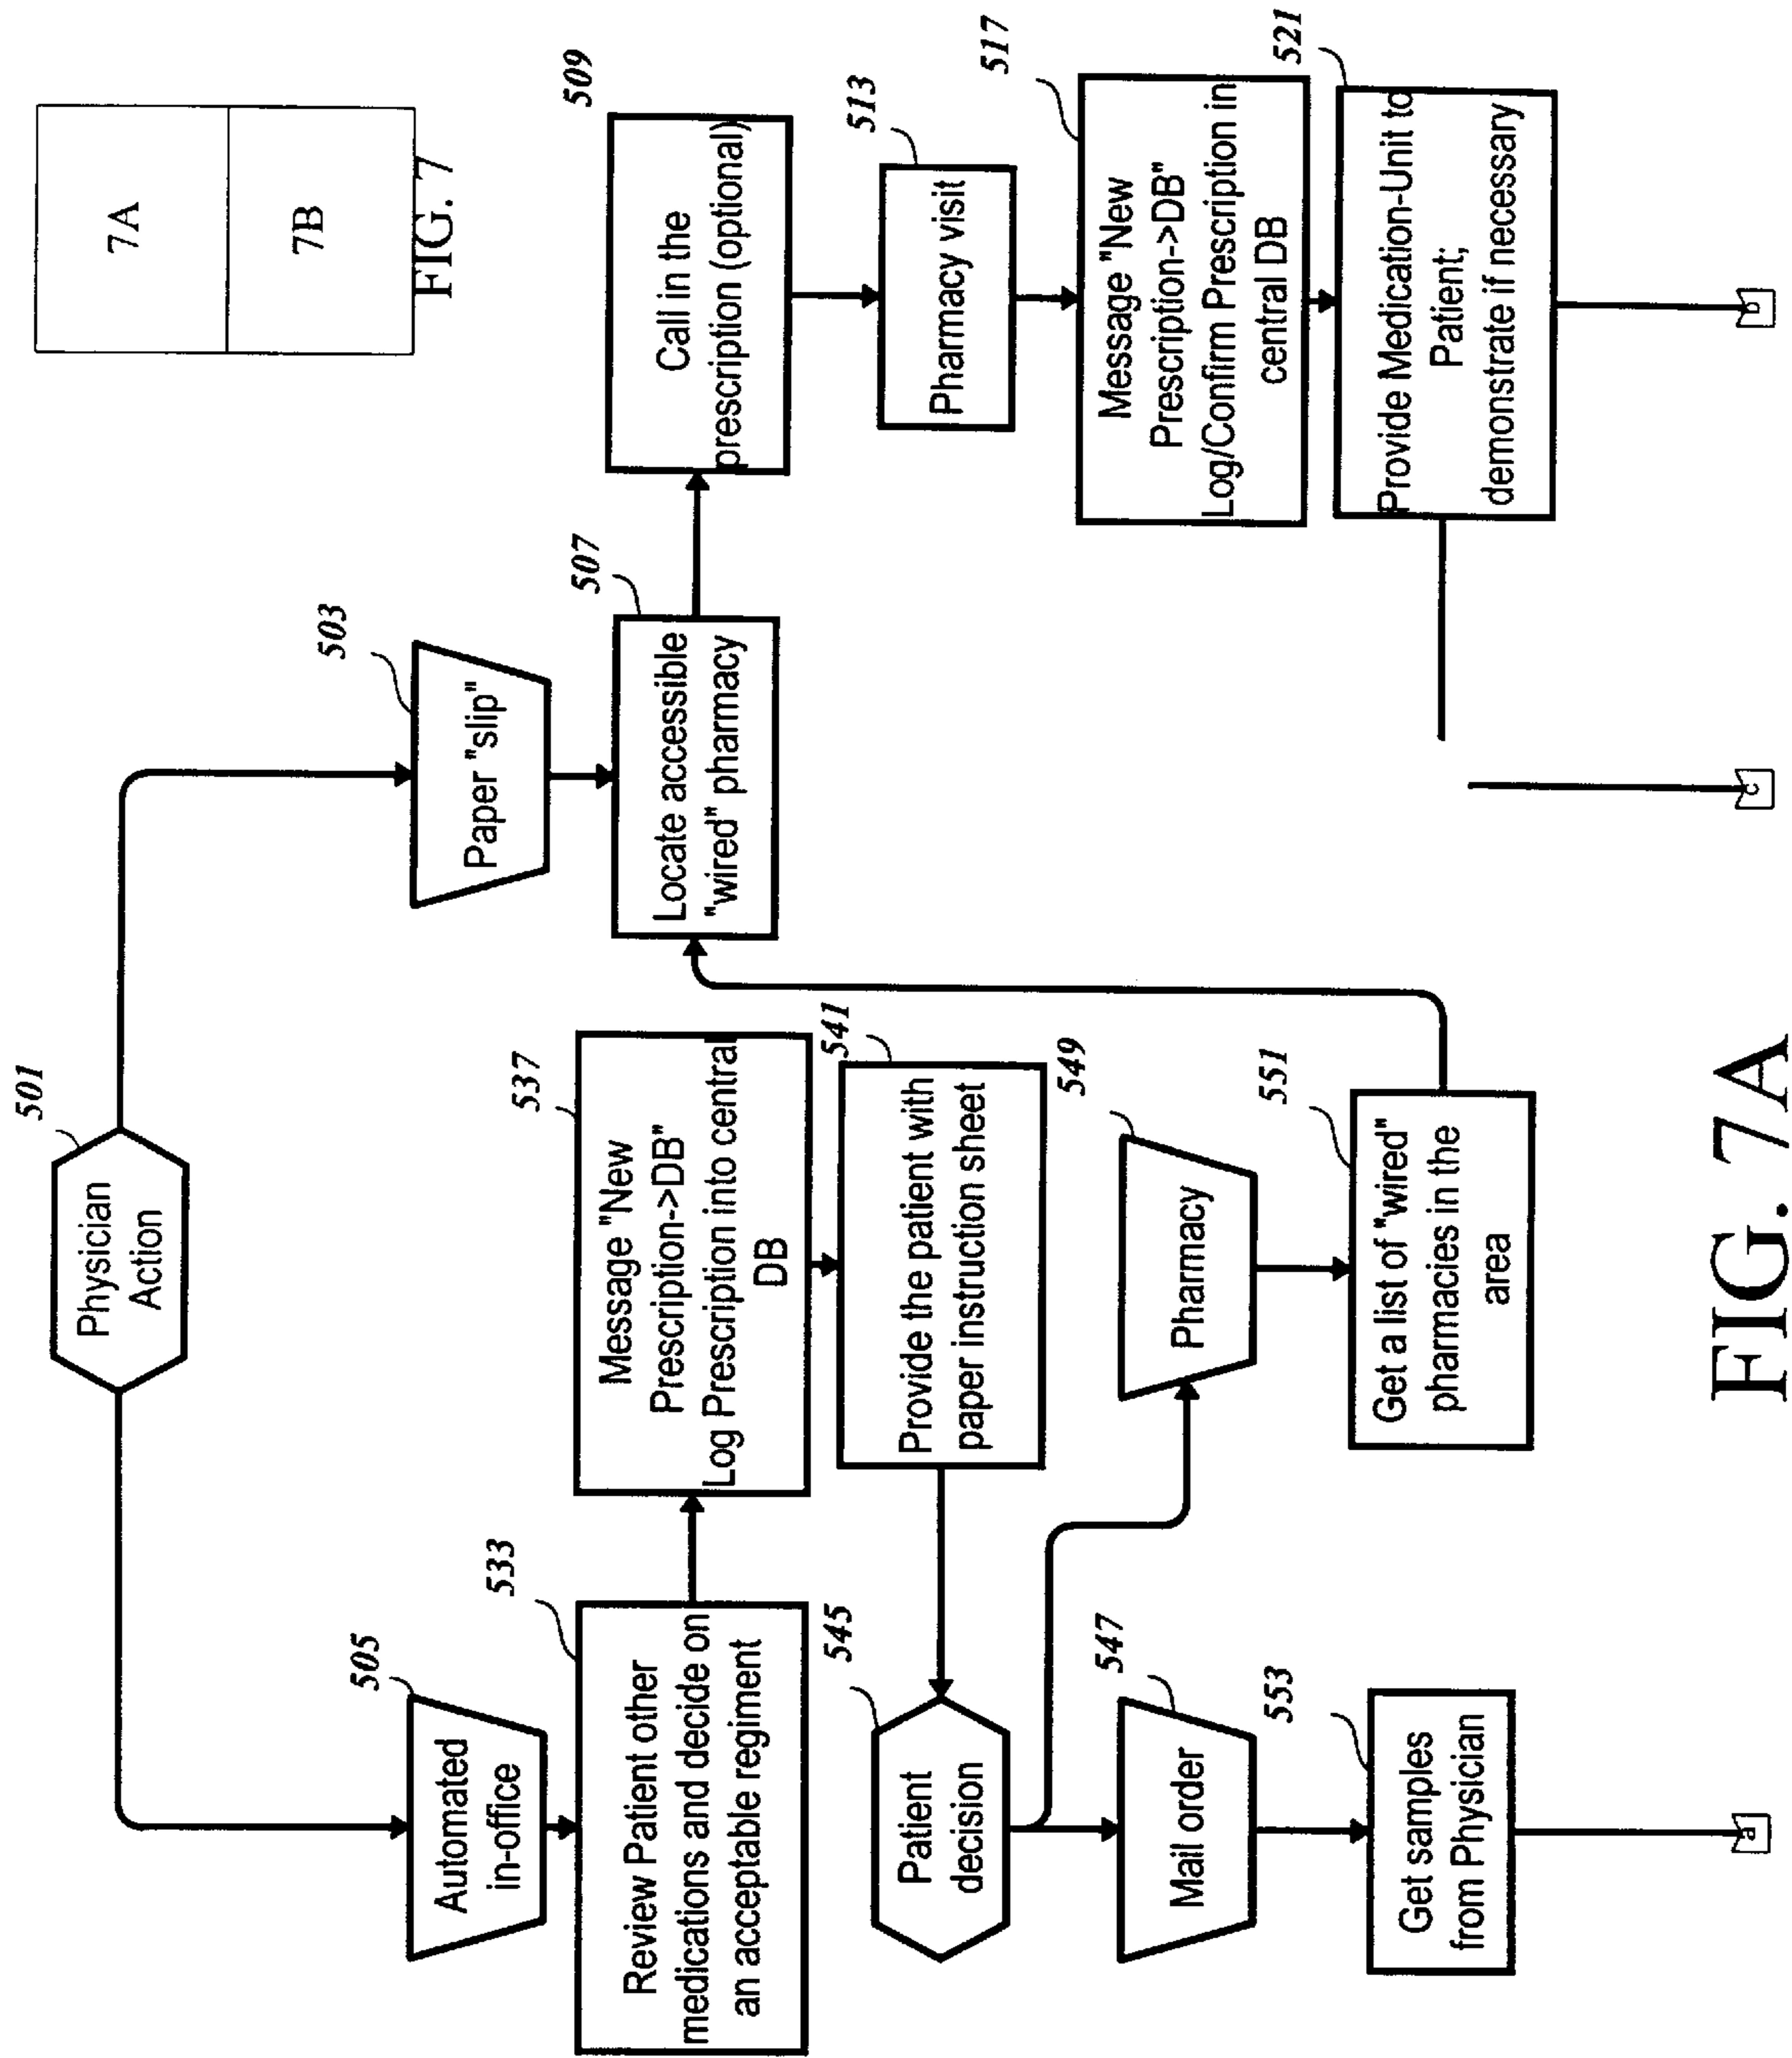 7A
7B
FIG. 7
501
Physician
Action
503
Paper "slip"
505
Automated
in-office
507
Locate accessible
"wired" pharmacy
509
Call in the
prescription (optional)
533
Review Patient other
medications and decide on
an acceptable regiment
537
Message "New
Prescription->DB"
Log Prescription into central
DB
513
Pharmacy visit
541
Provide the patient with
paper instruction sheet
545
Patient
decision
517
Message "New
Prescription->DB"
Log/Confirm Prescription in
central DB
547
Mail order
549
Pharmacy
521
Provide Medication-Unit to
Patient;
demonstrate if necessary
553
Get samples
from Physician
551
Get a list of "wired"
pharmacies in the
area
a
c
b
FIG. 7A